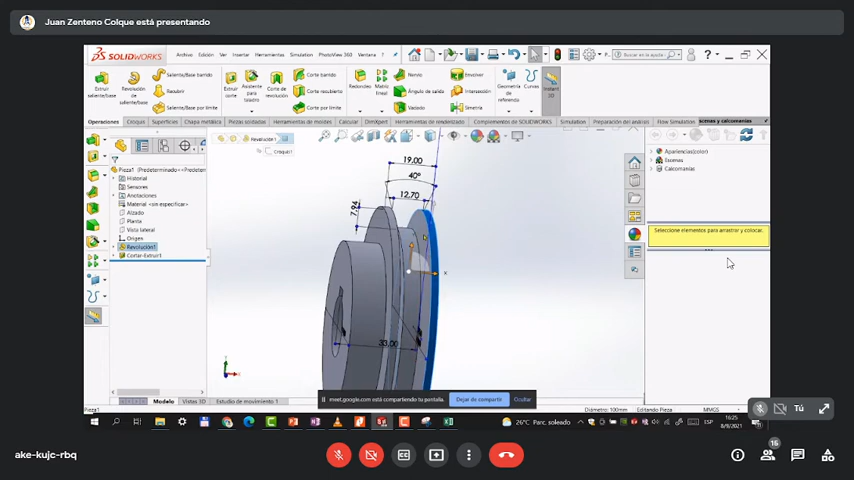 Juan Zenteno Colque está presentando
SOLIDWORKS
Archivo Edición Ver Insertar Herramientas Simulation PhotoView 360 Ventana ?
Buscar en la ayuda
Extruir saliente/base
Revolución de saliente/base
Saliente/Base barrido
Recubrir
Saliente/Base por límite
Extruir corte
Asistente para taladro
Corte de revolución
Corte barrido
Corte recubierto
Corte por límite
Redondeo
Matriz lineal
Nervio
Ángulo de salida
Vaciado
Envolver
Intersección
Simetría
Geometría de referencia
Curvas
Instant 3D
Operaciones Croquis Superficies Chapa metálica Piezas soldadas Herramientas de moldes Calcular DimXpert Herramientas de renderizado Complementos de SOLIDWORKS Simulation Preparación del análisis
Revolución1
Croquis1
Pieza1 (Predeterminado<<Predeter
Historial
Sensores
Anotaciones
Material <sin especificar>
Alzado
Planta
Vista lateral
Origen
Revolución1
Cortar-Extruir1
19,00
40°
12,70
7,94
33,00
Apariencias(color)
Escenas
Calcomanías
Seleccione elementos para arrastrar y colocar.
meet.google.com está compartiendo tu pantalla.
Dejar de compartir
Ocultar
Modelo Vistas 3D Estudio de movimiento 1
Pieza1
Diámetro: 100mm Editando Pieza MMGS
26°C Parc. soleado
ESP
16:25
8/8/2021
Tú
ake-kujc-rbq
16